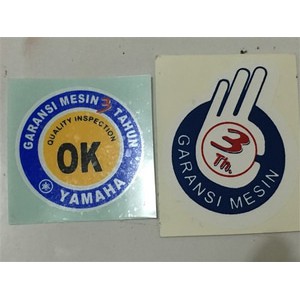 GARANSI MESIN 3 TAHUN
QUALITY INSPECTION
OK
YAMAHA
3
Th.
GARANSI MESIN